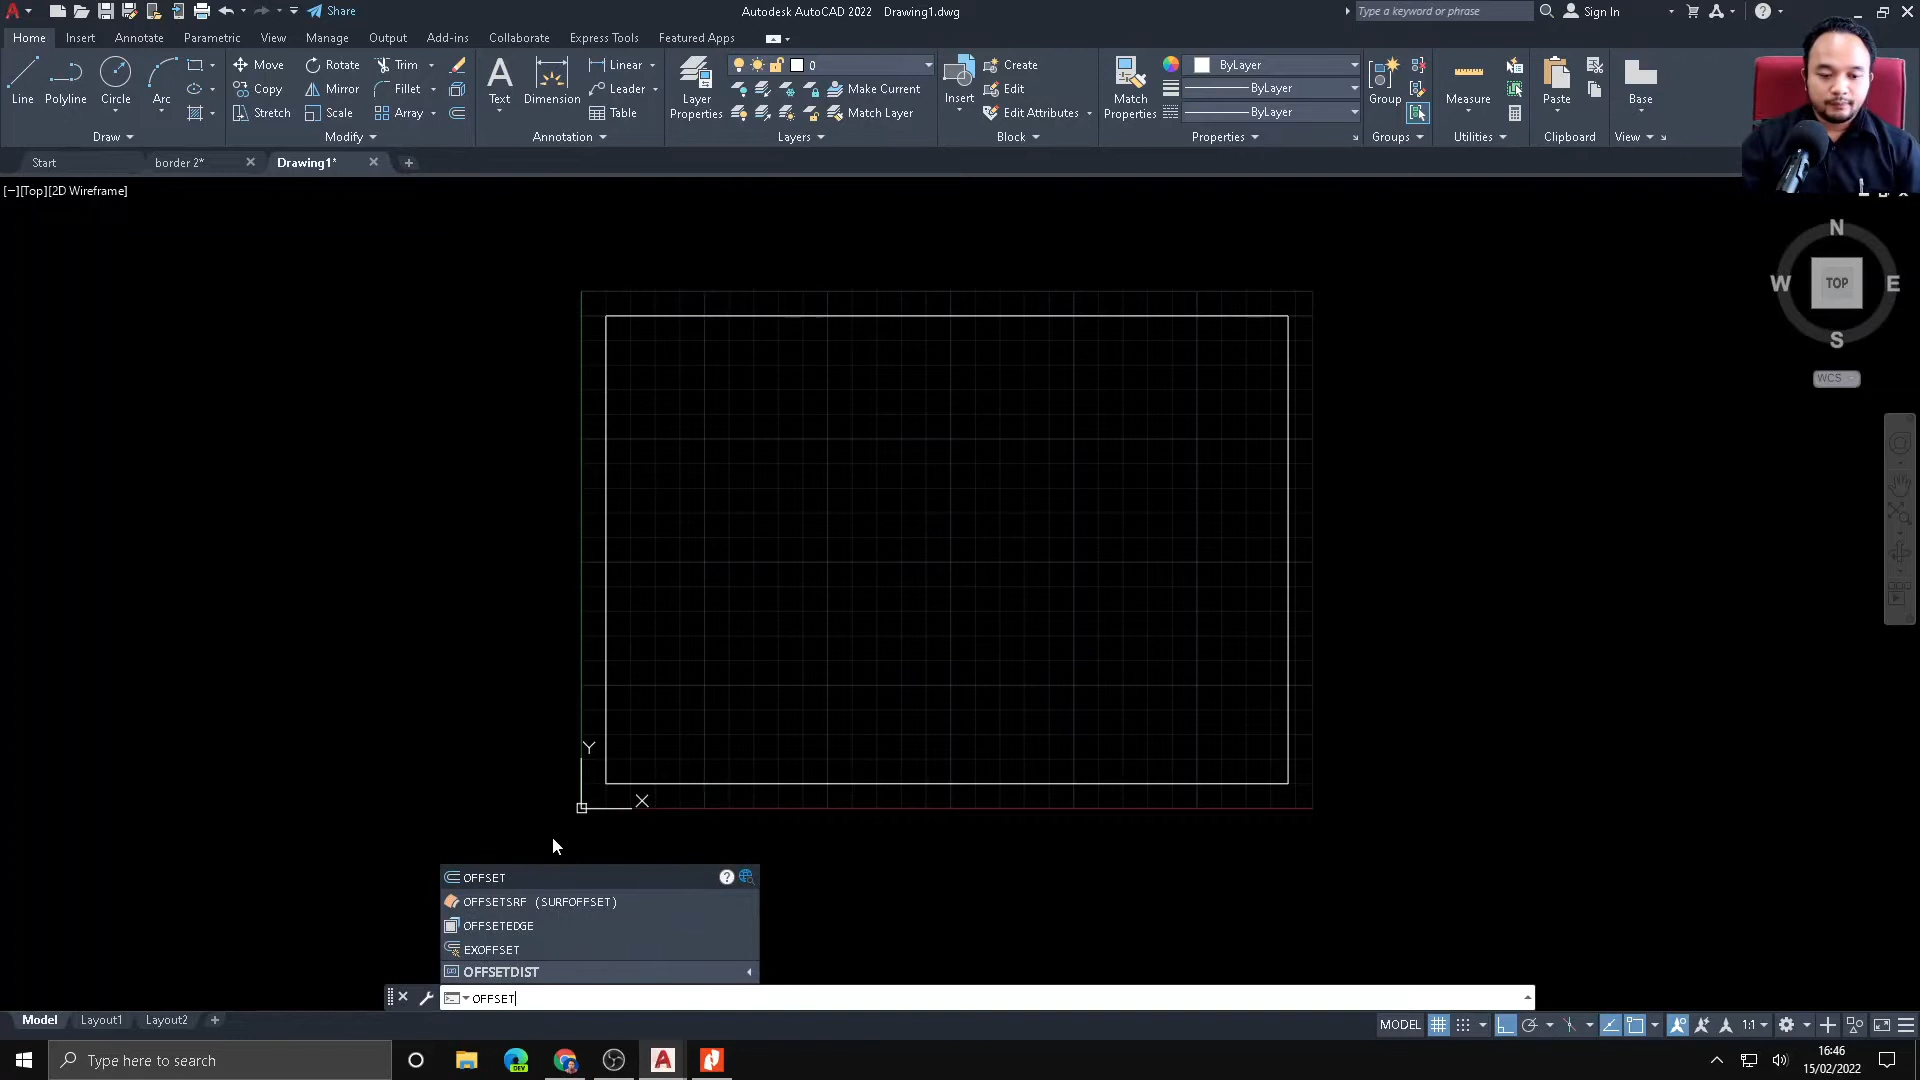 Share
Autodesk AutoCAD 2022 Drawing1.dwg
Type a keyword or phrase
Sign In
Home Insert Annotate Parametric View Manage Output Add-ins Collaborate Express Tools Featured Apps
Line
Polyline
Circle
Arc
Draw
Move
Rotate
Trim
Copy
Mirror
Fillet
Stretch
Scale
Array
Modify
Text
Dimension
Linear
Leader
Table
Annotation
Layer
Properties
0
Make Current
Match Layer
Layers
Insert
Create
Edit
Edit Attributes
Block
Match
Properties
ByLayer
ByLayer
ByLayer
Properties
Group
Groups
Measure
Utilities
Paste
Clipboard
Base
View
Start
border 2*
Drawing1*
[−][Top][2D Wireframe]
N
W TOP E
S
WCS
Y
X
OFFSET
OFFSETSRF (SURFOFFSET)
OFFSETEDGE
EXOFFSET
OFFSETDIST
OFFSET
Model Layout1 Layout2
MODEL
1:1
Type here to search
DEV
16:46
15/02/2022